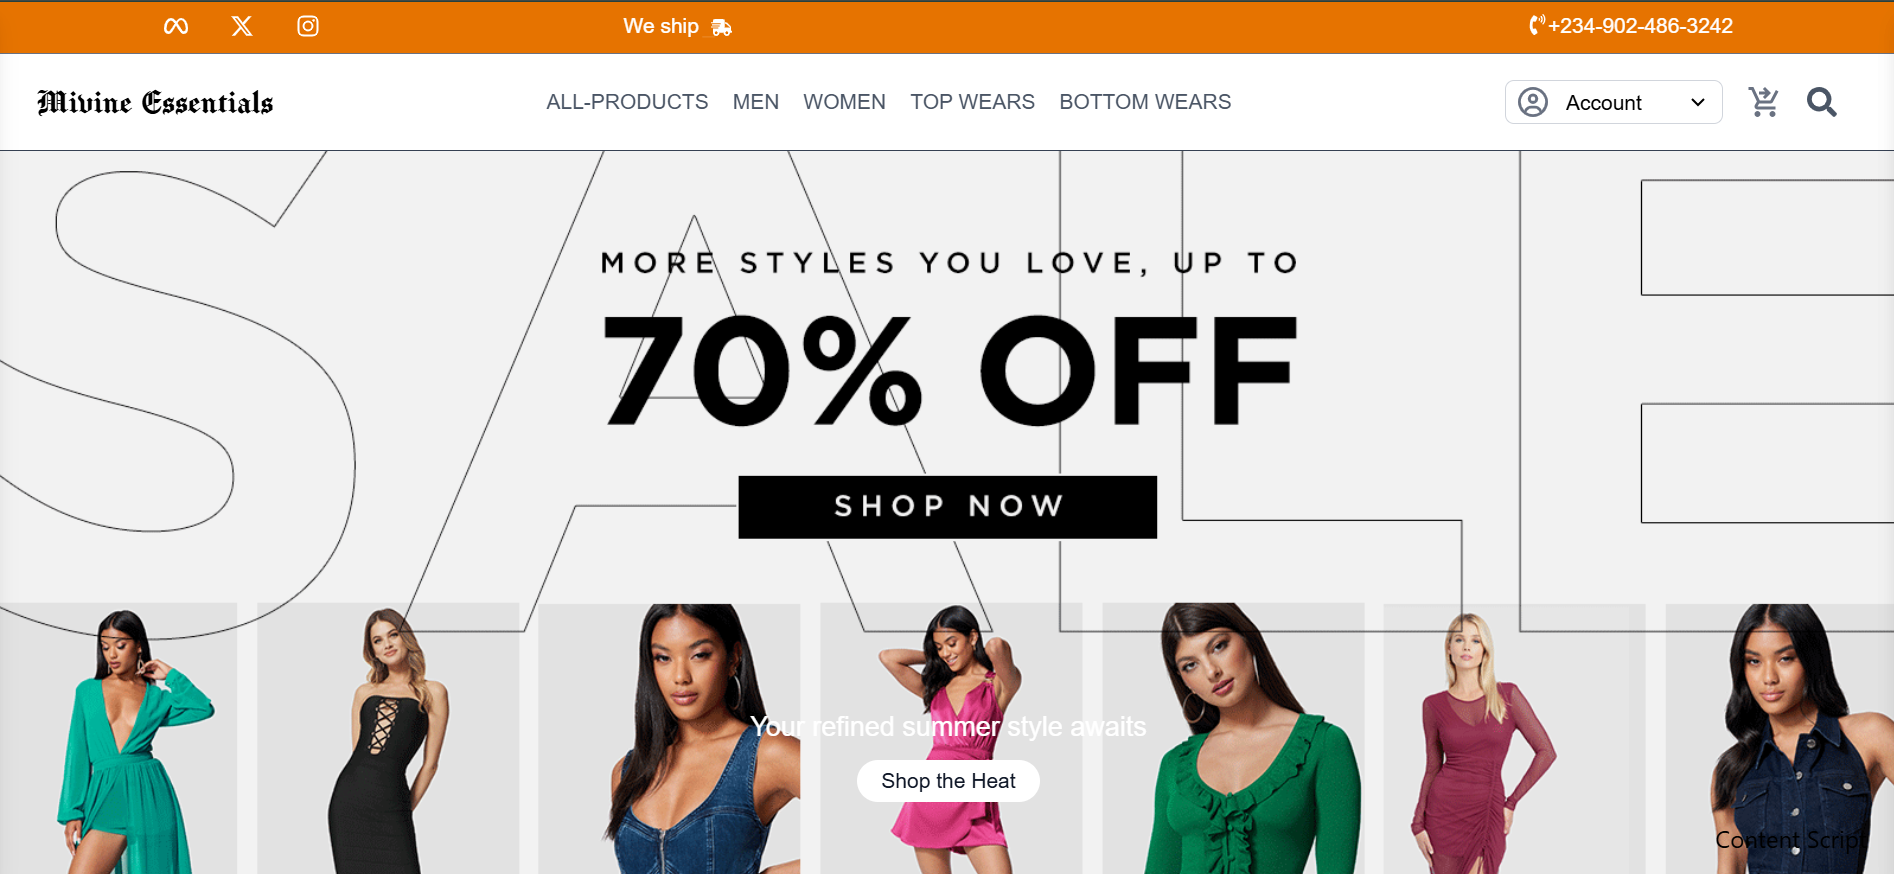 We ship
+234-902-486-3242
Mivine Essentials
ALL-PRODUCTS MEN WOMEN TOP WEARS BOTTOM WEARS
Account
SALE
MORE STYLES YOU LOVE, UP TO
70% OFF
SHOP NOW
Your refined summer style awaits
Shop the Heat
Content Script